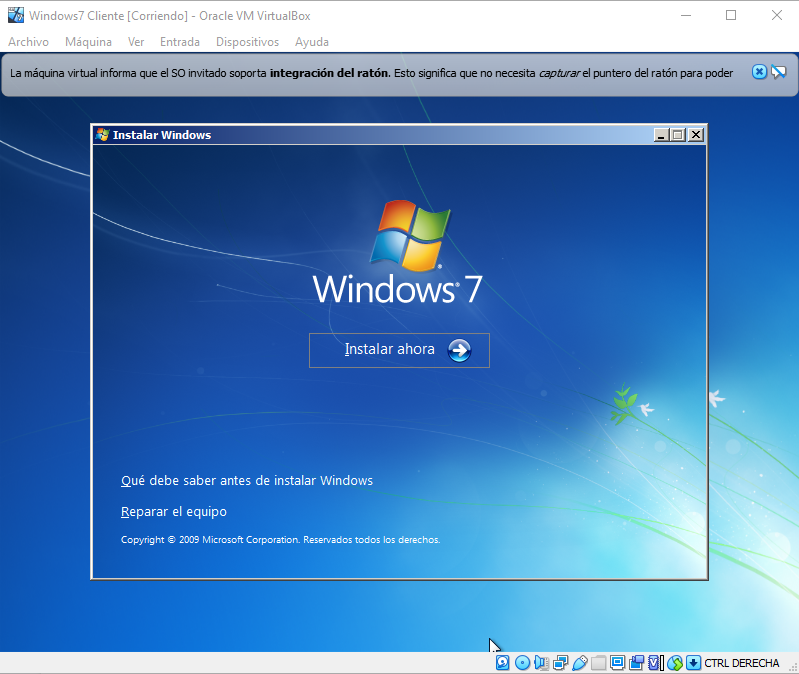 Windows7 Cliente [Corriendo] - Oracle VM VirtualBox
Archivo Máquina Ver Entrada Dispositivos Ayuda
La máquina virtual informa que el SO invitado soporta integración del ratón. Esto significa que no necesita capturar el puntero del ratón para poder
Instalar Windows
Windows® 7
Instalar ahora
Qué debe saber antes de instalar Windows
Reparar el equipo
Copyright © 2009 Microsoft Corporation. Reservados todos los derechos.
CTRL DERECHA